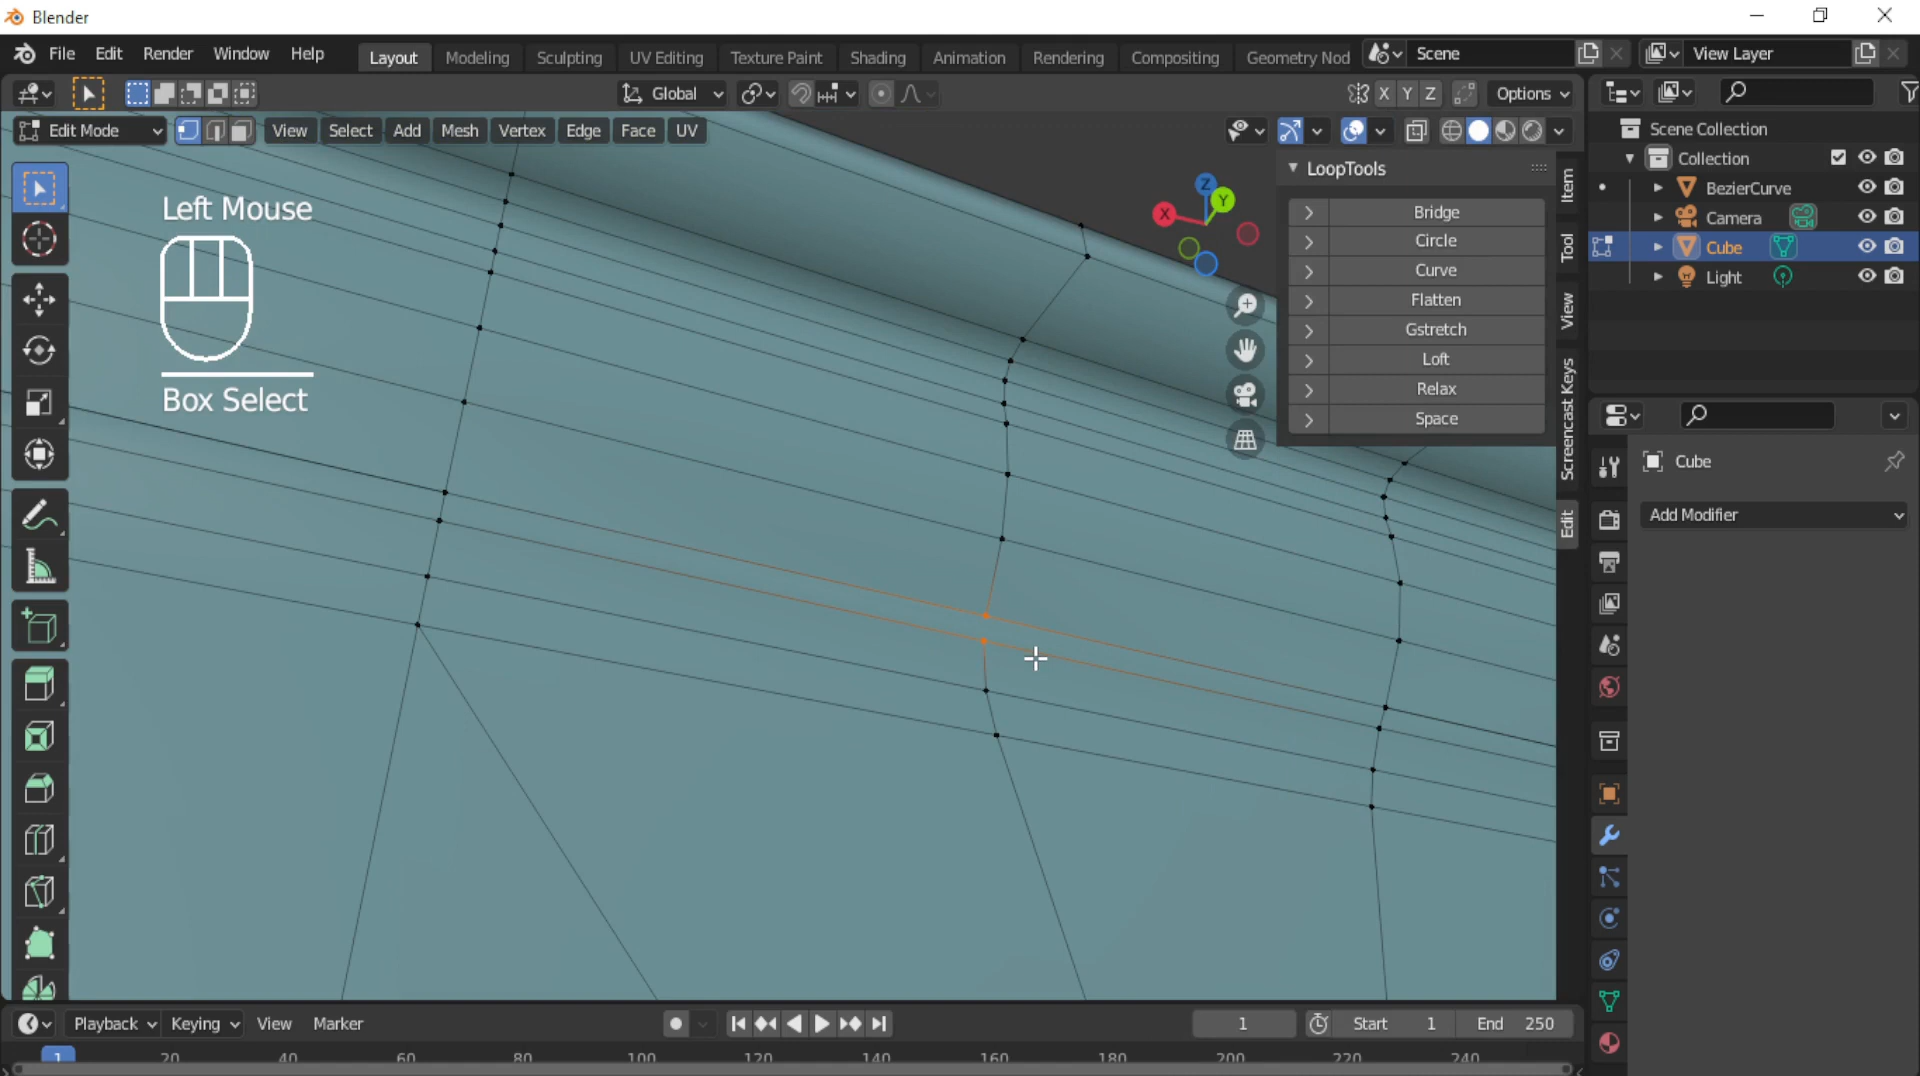 Blender
File Edit Render Window Help Layout Modeling Sculpting UV Editing Texture Paint Shading Animation Rendering Compositing Geometry Nod Scene View Layer
Global X Y Z Options
Edit Mode View Select Add Mesh Vertex Edge Face UV
Scene Collection
Collection
BezierCurve
Camera
Cube
Light
LoopTools
Bridge
Circle
Curve
Flatten
Gstretch
Loft
Relax
Space
Item
Tool
View
Screencast Keys
Edit
Z
Y
X
Left Mouse
Box Select
Cube
Add Modifier
Playback Keying View Marker 1 Start 1 End 250
1 20 40 60 80 100 120 140 160 180 200 220 240